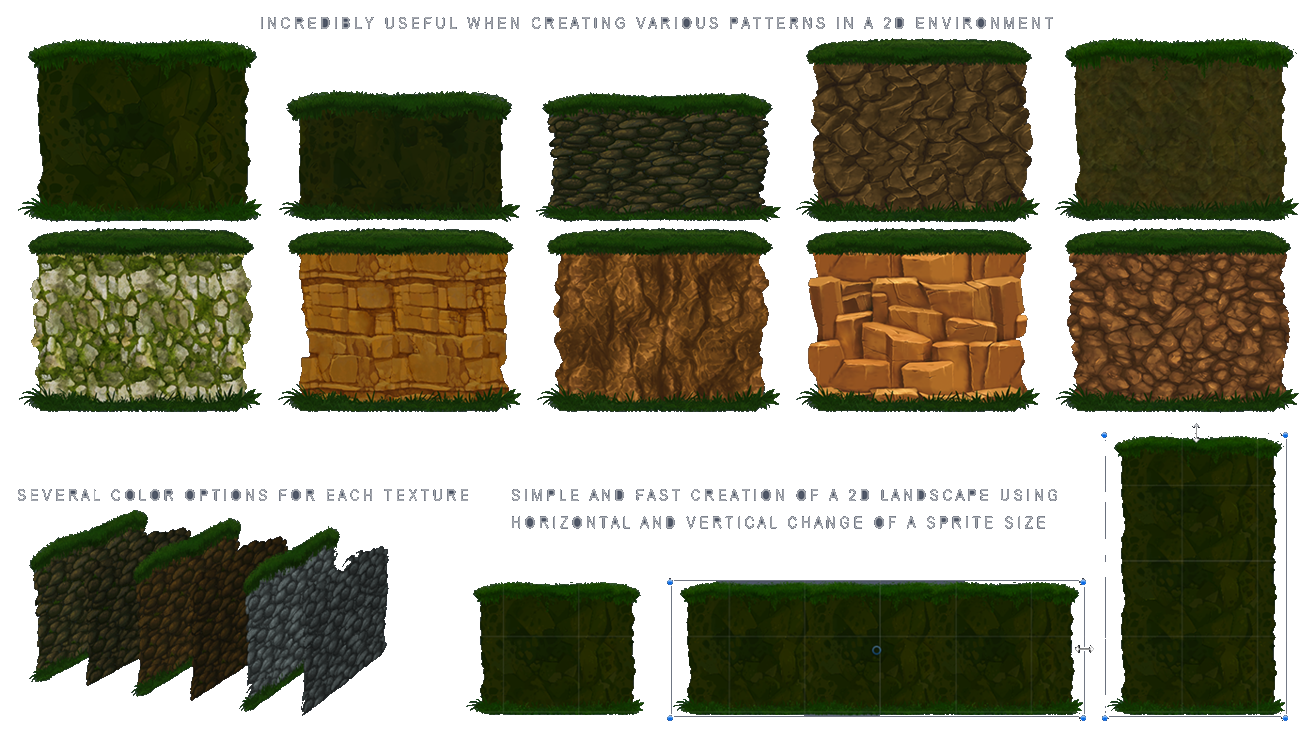 INCREDIBLY USEFUL WHEN CREATING VARIOUS PATTERNS IN A 2D ENVIRONMENT
SEVERAL COLOR OPTIONS FOR EACH TEXTURE
SIMPLE AND FAST CREATION OF A 2D LANDSCAPE USING
HORIZONTAL AND VERTICAL CHANGE OF A SPRITE SIZE